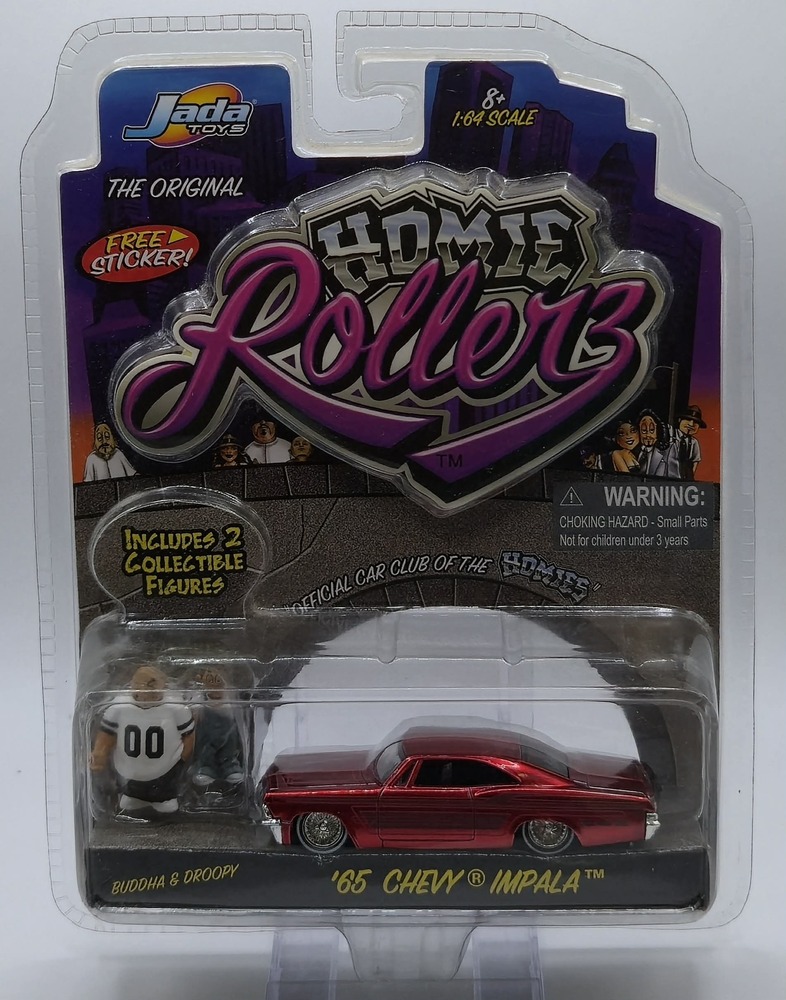 Jada®
TOYS
8+
1:64 SCALE
THE ORIGINAL
FREE
STICKER!
HOMIE
Rollerz
TM
WARNING:
CHOKING HAZARD - Small Parts
Not for children under 3 years
INCLUDES 2
COLLECTIBLE
FIGURES
"OFFICIAL CAR CLUB OF THE HOMIES"
00
BUDDHA & DROOPY
'65 CHEVY® IMPALA™